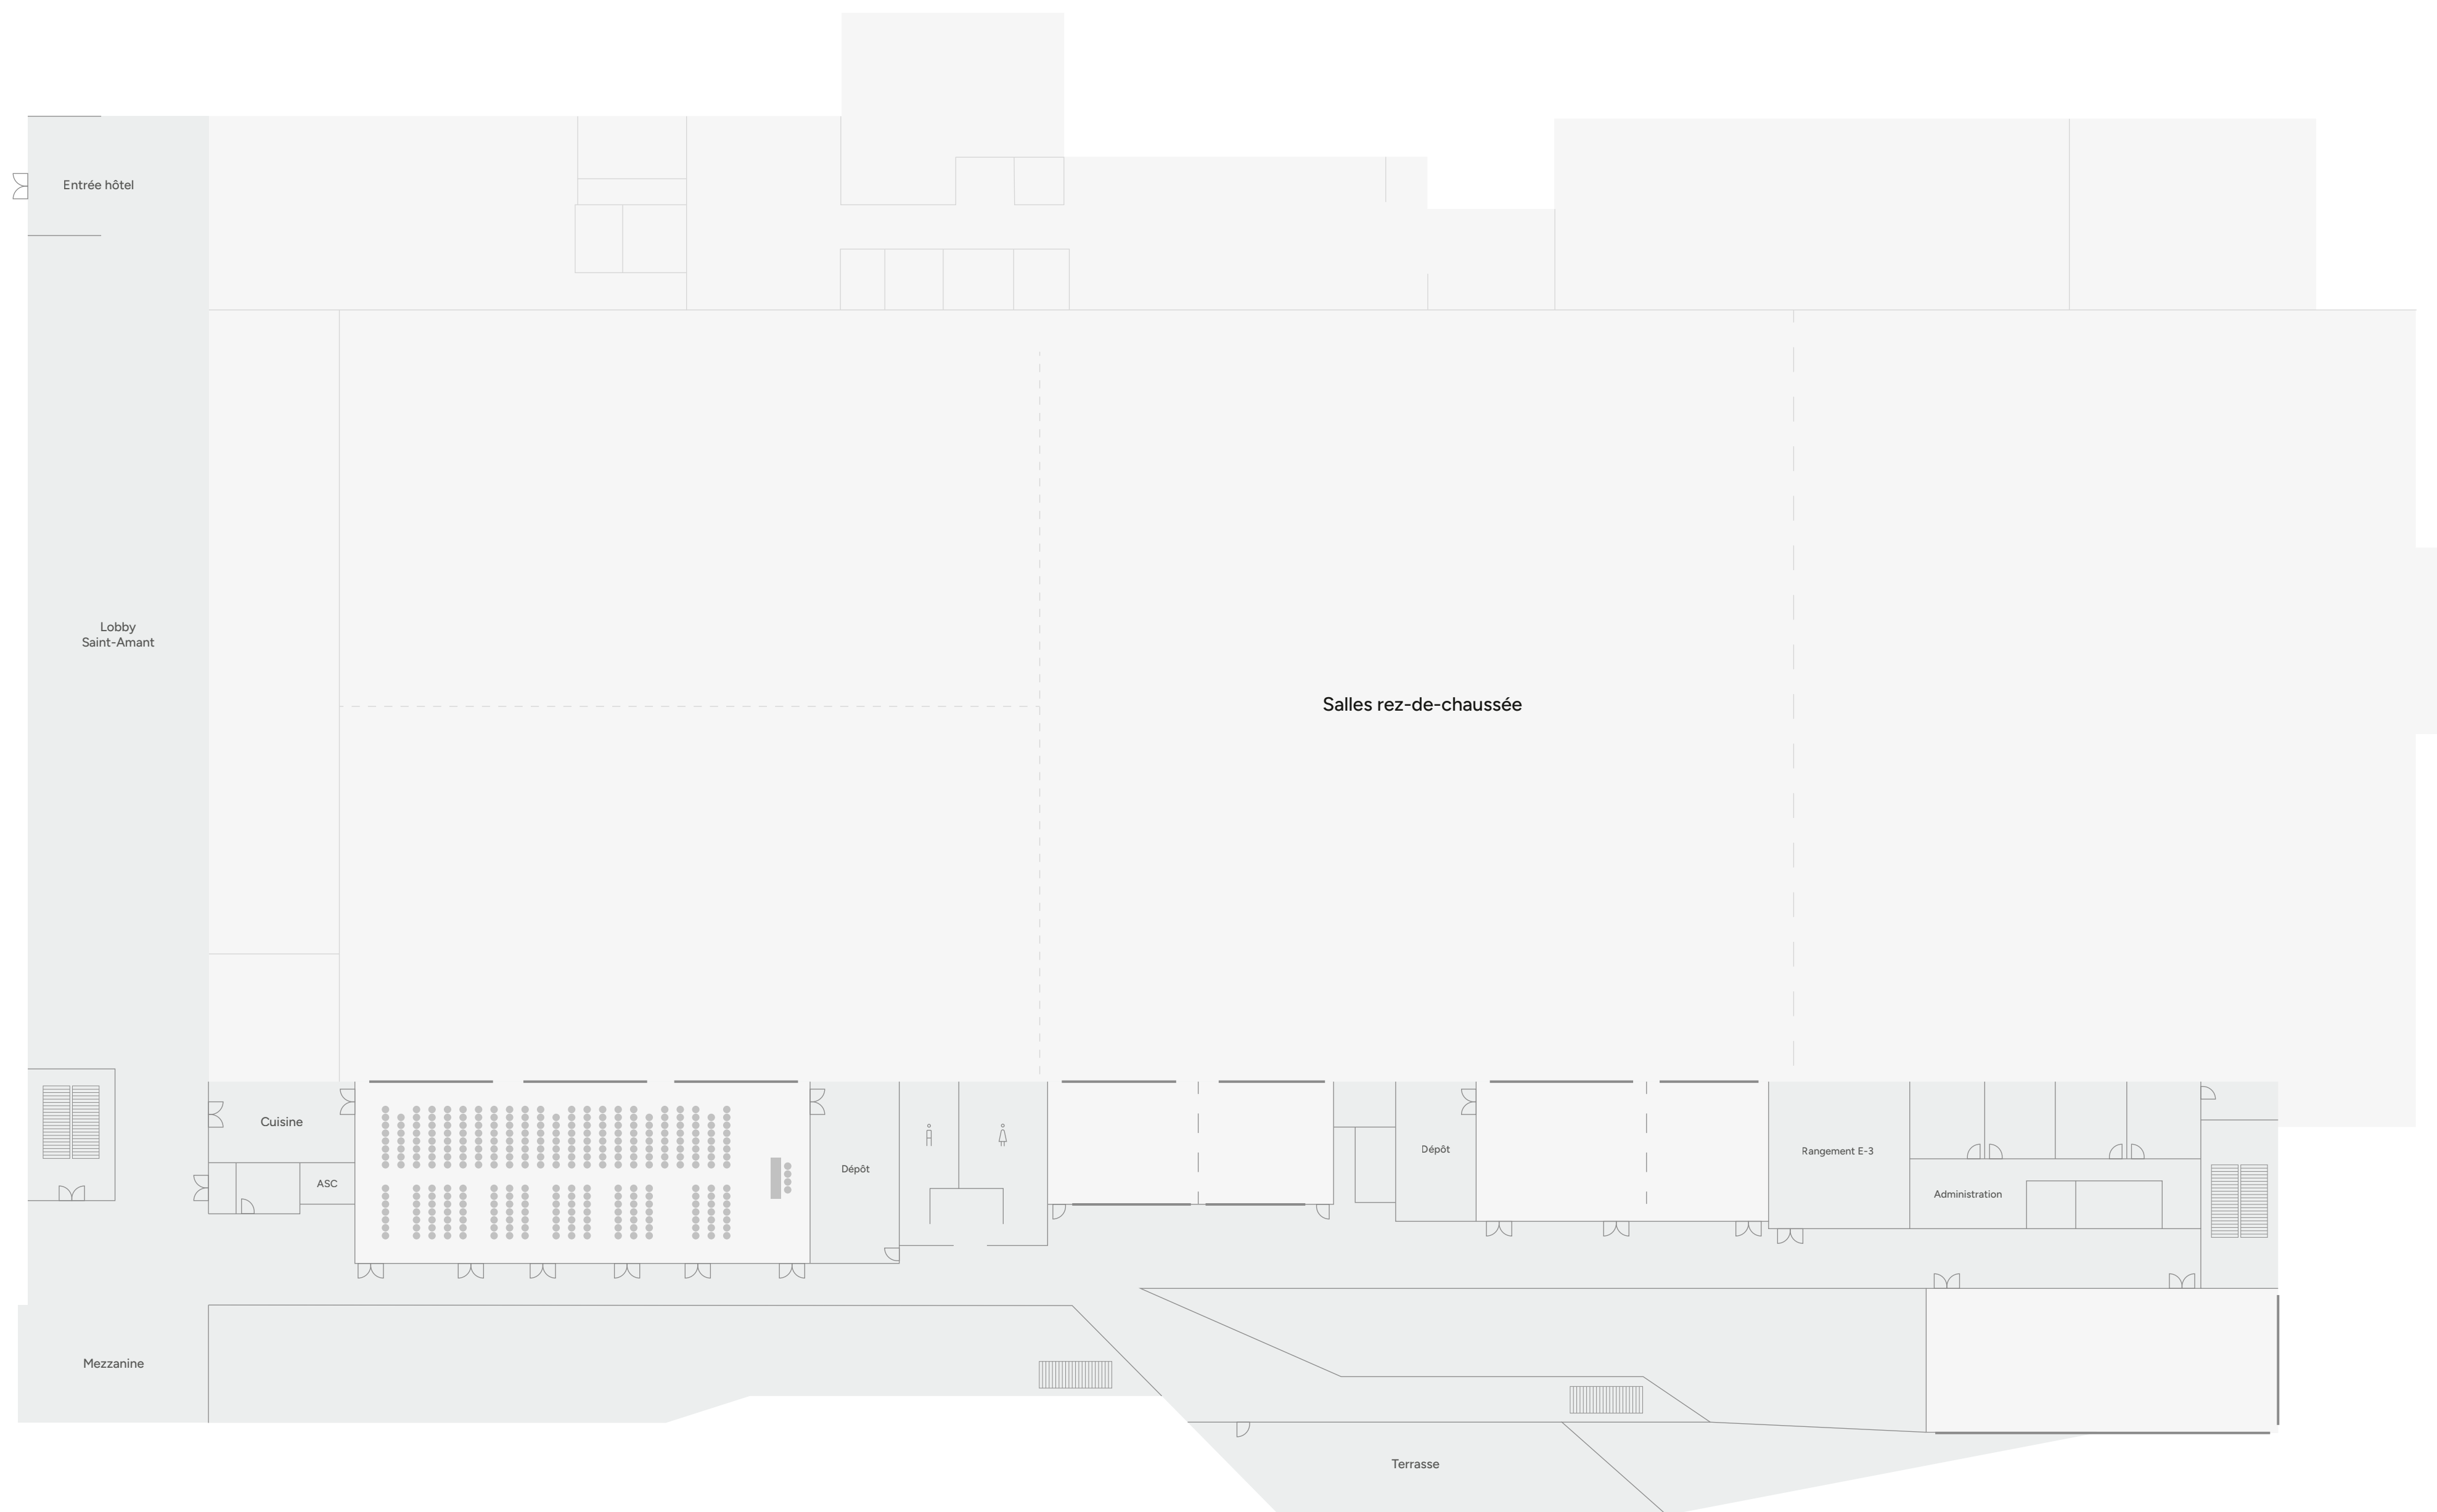 Entrée hôtel
Lobby
Saint-Amant
Salles rez-de-chaussée
Cuisine
ASC
Dépôt
Dépôt
Rangement E-3
Administration
Mezzanine
Terrasse